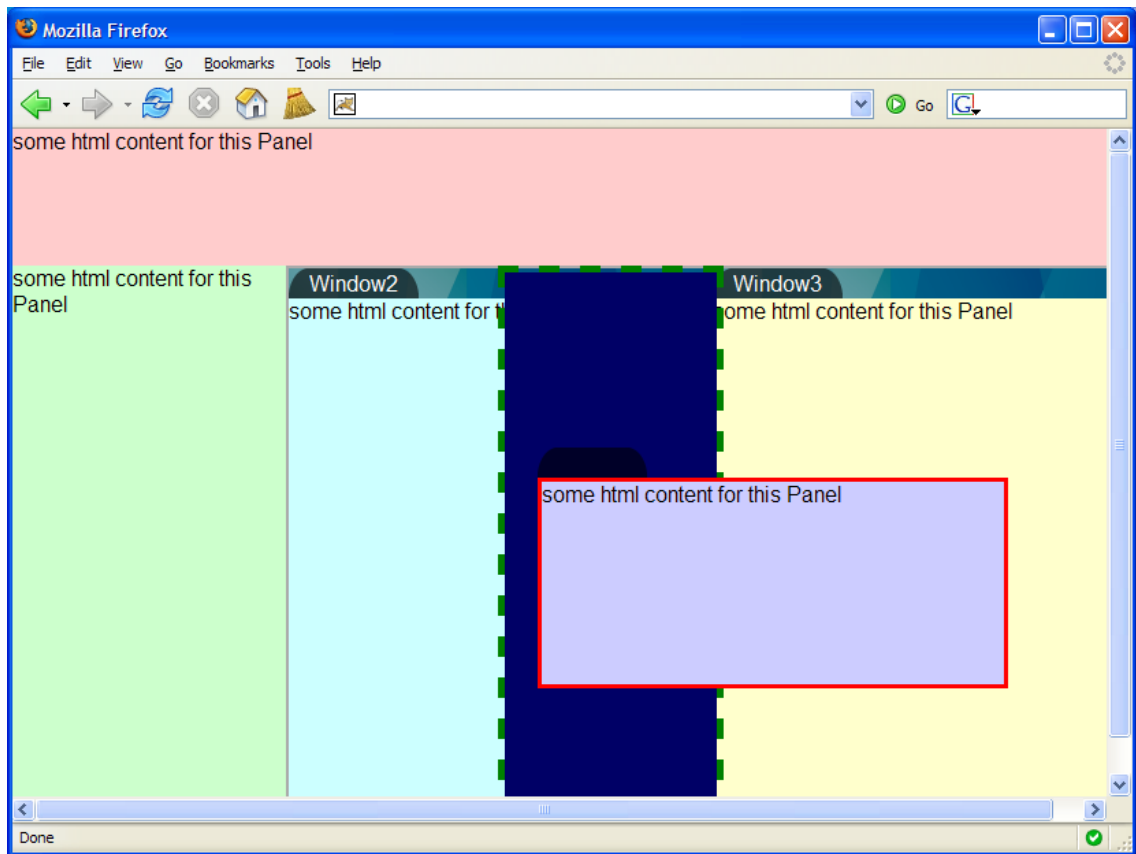 Mozilla Firefox
File Edit View Go Bookmarks Tools Help
Go G
some html content for this Panel
some html content for this
Panel
Window2
some html content for
Window3
ome html content for this Panel
some html content for this Panel
Done